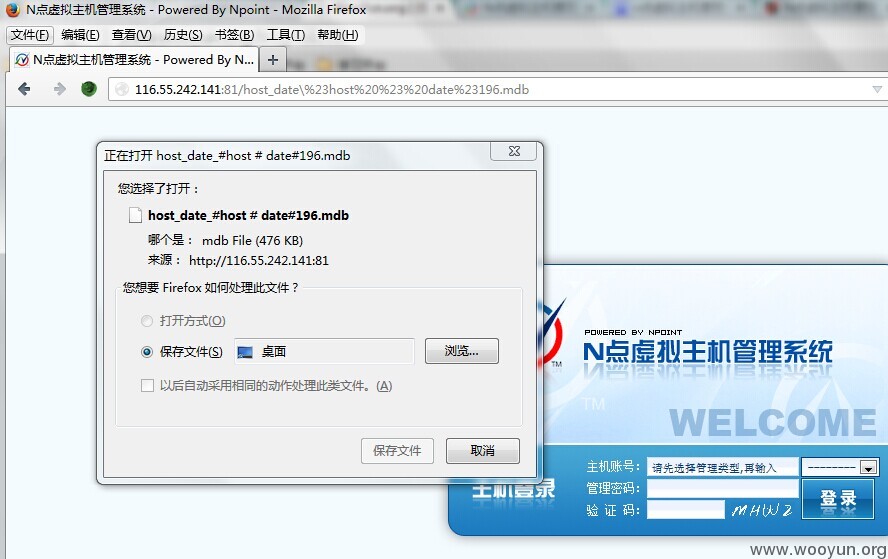 N点虚拟主机管理系统 - Powered By Npoint - Mozilla Firefox
文件(F) 编辑(E) 查看(V) 历史(S) 书签(B) 工具(T) 帮助(H)
N点虚拟主机管理系统 - Powered By N... +
116.55.242.141:81/host_date\%23host%20%23%20date%23196.mdb
正在打开 host_date_#host # date#196.mdb
您选择了打开：
host_date_#host # date#196.mdb
哪个是： mdb File (476 KB)
来源： http://116.55.242.141:81
您想要 Firefox 如何处理此文件？
打开方式(O)
保存文件(S) 桌面 浏览...
以后自动采用相同的动作处理此类文件。(A)
保存文件 取消
POWERED BY NPOINT
N点虚拟主机管理系统
TM
TM
WELCOME
主机登录
主机账号： 请先选择管理类型,再输入 --------
管理密码：
验 证 码： MHW2
登 录
www.wooyun.org